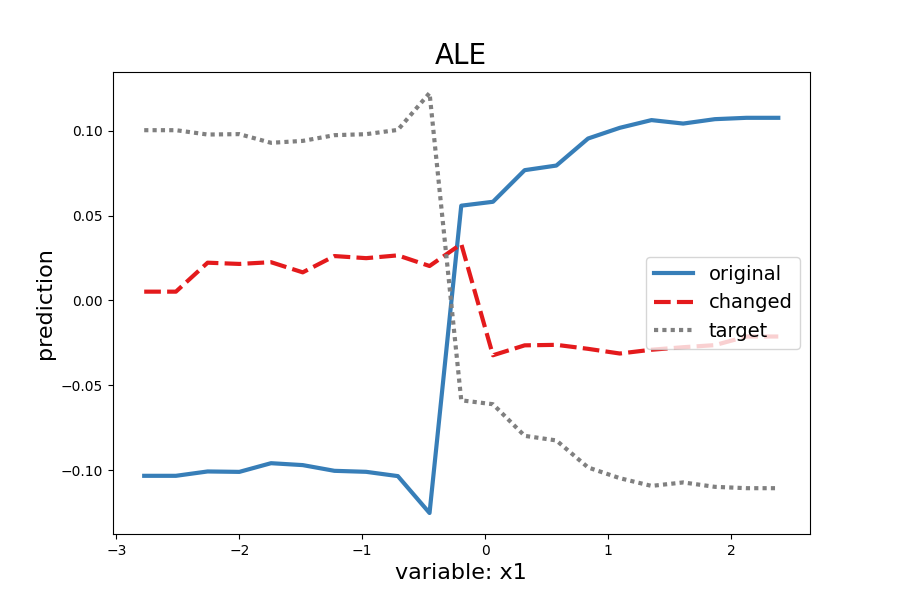 ALE
prediction
0.10
0.05
0.00
−0.05
−0.10
original
changed
target
−3
−2
−1
0
1
2
variable: x1